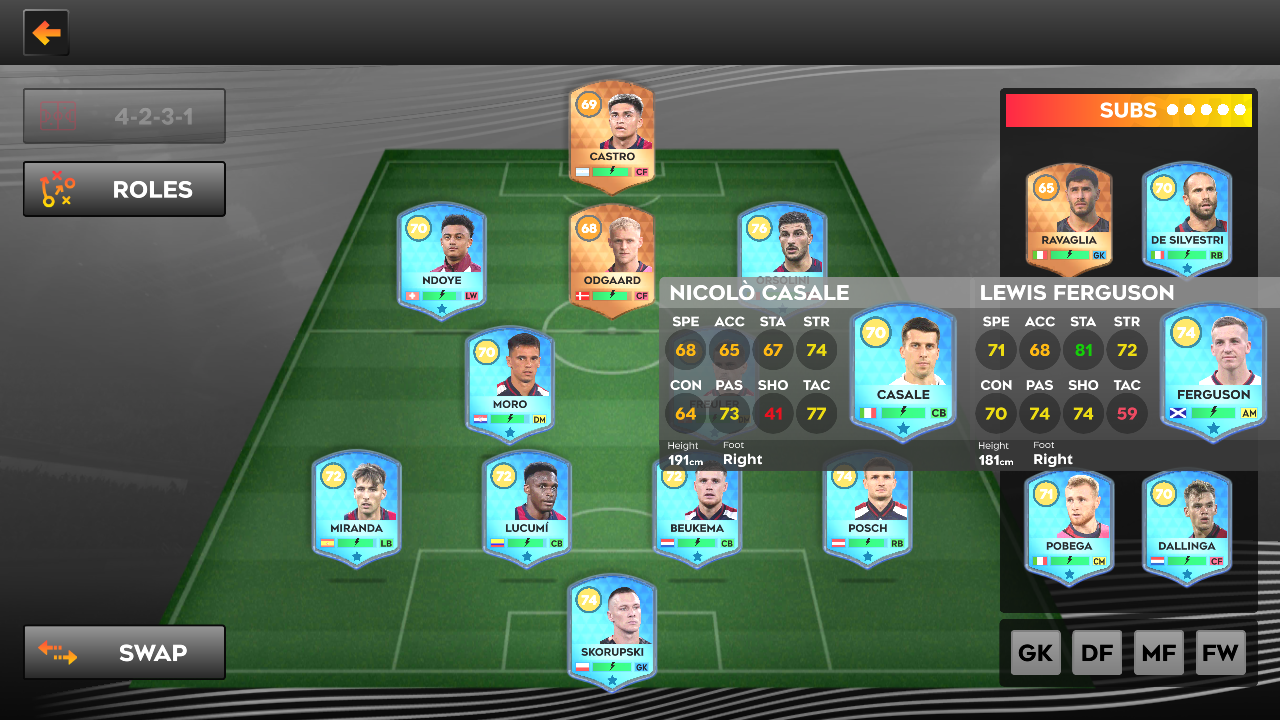 4-2-3-1
ROLES
SWAP
69
CASTRO
CF
70
NDOYE
LW
68
ODGAARD
CF
76
ORSOLINI
70
MORO
DM
FREULER
72
MIRANDA
LB
72
LUCUMÍ
CB
72
BEUKEMA
CB
74
POSCH
RB
74
SKORUPSKI
GK
SUBS
65
RAVAGLIA
GK
70
DE SILVESTRI
RB
NICOLÒ CASALE
SPE ACC STA STR
68 65 67 74
CON PAS SHO TAC
64 73 41 77
Height Foot
191cm Right
70
CASALE
CB
LEWIS FERGUSON
SPE ACC STA STR
71 68 81 72
CON PAS SHO TAC
70 74 74 59
Height Foot
181cm Right
74
FERGUSON
AM
71
POBEGA
CM
70
DALLINGA
CF
GK DF MF FW